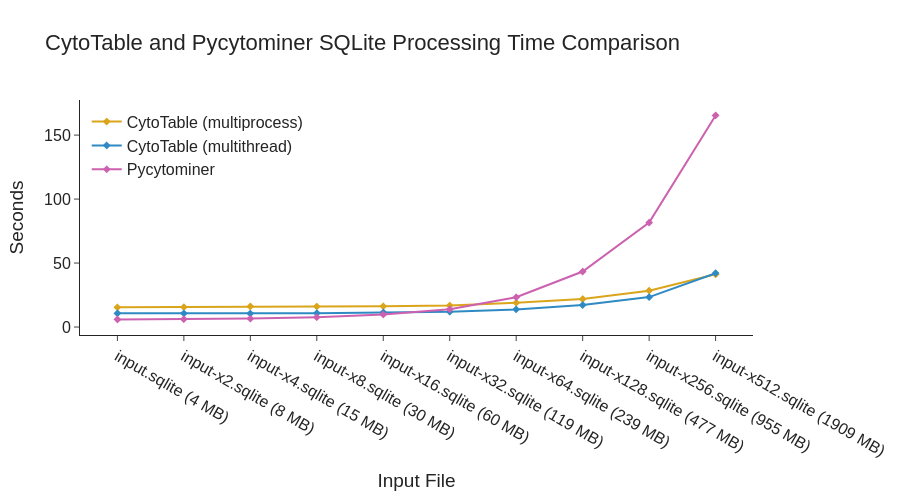 CytoTable and Pycytominer SQLite Processing Time Comparison
CytoTable (multiprocess)
CytoTable (multithread)
Pycytominer
Seconds
150
100
50
0
input.sqlite (4 MB)
input-x2.sqlite (8 MB)
input-x4.sqlite (15 MB)
input-x8.sqlite (30 MB)
input-x16.sqlite (60 MB)
input-x32.sqlite (119 MB)
input-x64.sqlite (239 MB)
input-x128.sqlite (477 MB)
input-x256.sqlite (955 MB)
input-x512.sqlite (1909 MB)
Input File